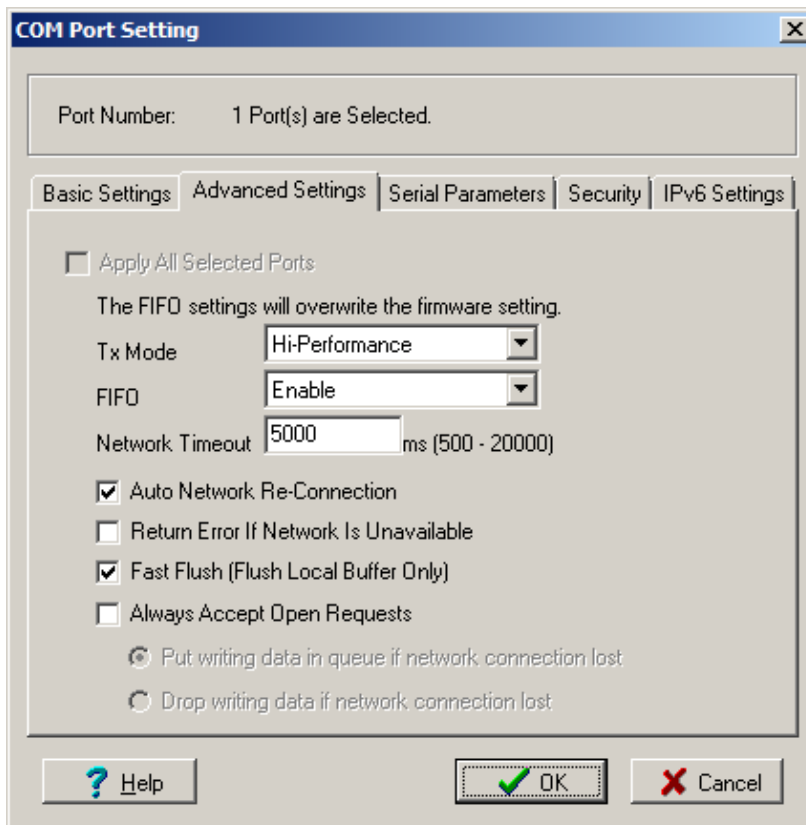 COM Port Setting
Port Number: 1 Port(s) are Selected.
Basic Settings Advanced Settings Serial Parameters Security IPv6 Settings
Apply All Selected Ports
The FIFO settings will overwrite the firmware setting.
Tx Mode Hi-Performance
FIFO Enable
Network Timeout 5000 ms (500 - 20000)
Auto Network Re-Connection
Return Error If Network Is Unavailable
Fast Flush (Flush Local Buffer Only)
Always Accept Open Requests
Put writing data in queue if network connection lost
Drop writing data if network connection lost
? Help OK Cancel